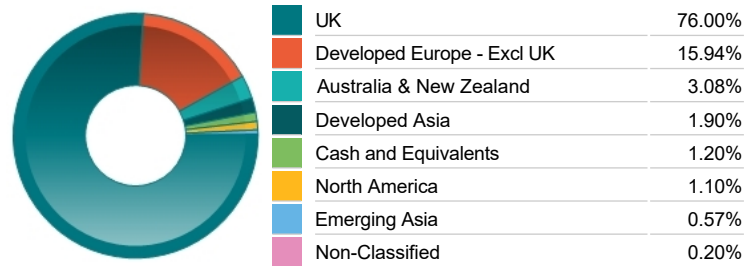 UK 76.00%
Developed Europe - Excl UK 15.94%
Australia & New Zealand 3.08%
Developed Asia 1.90%
Cash and Equivalents 1.20%
North America 1.10%
Emerging Asia 0.57%
Non-Classified 0.20%